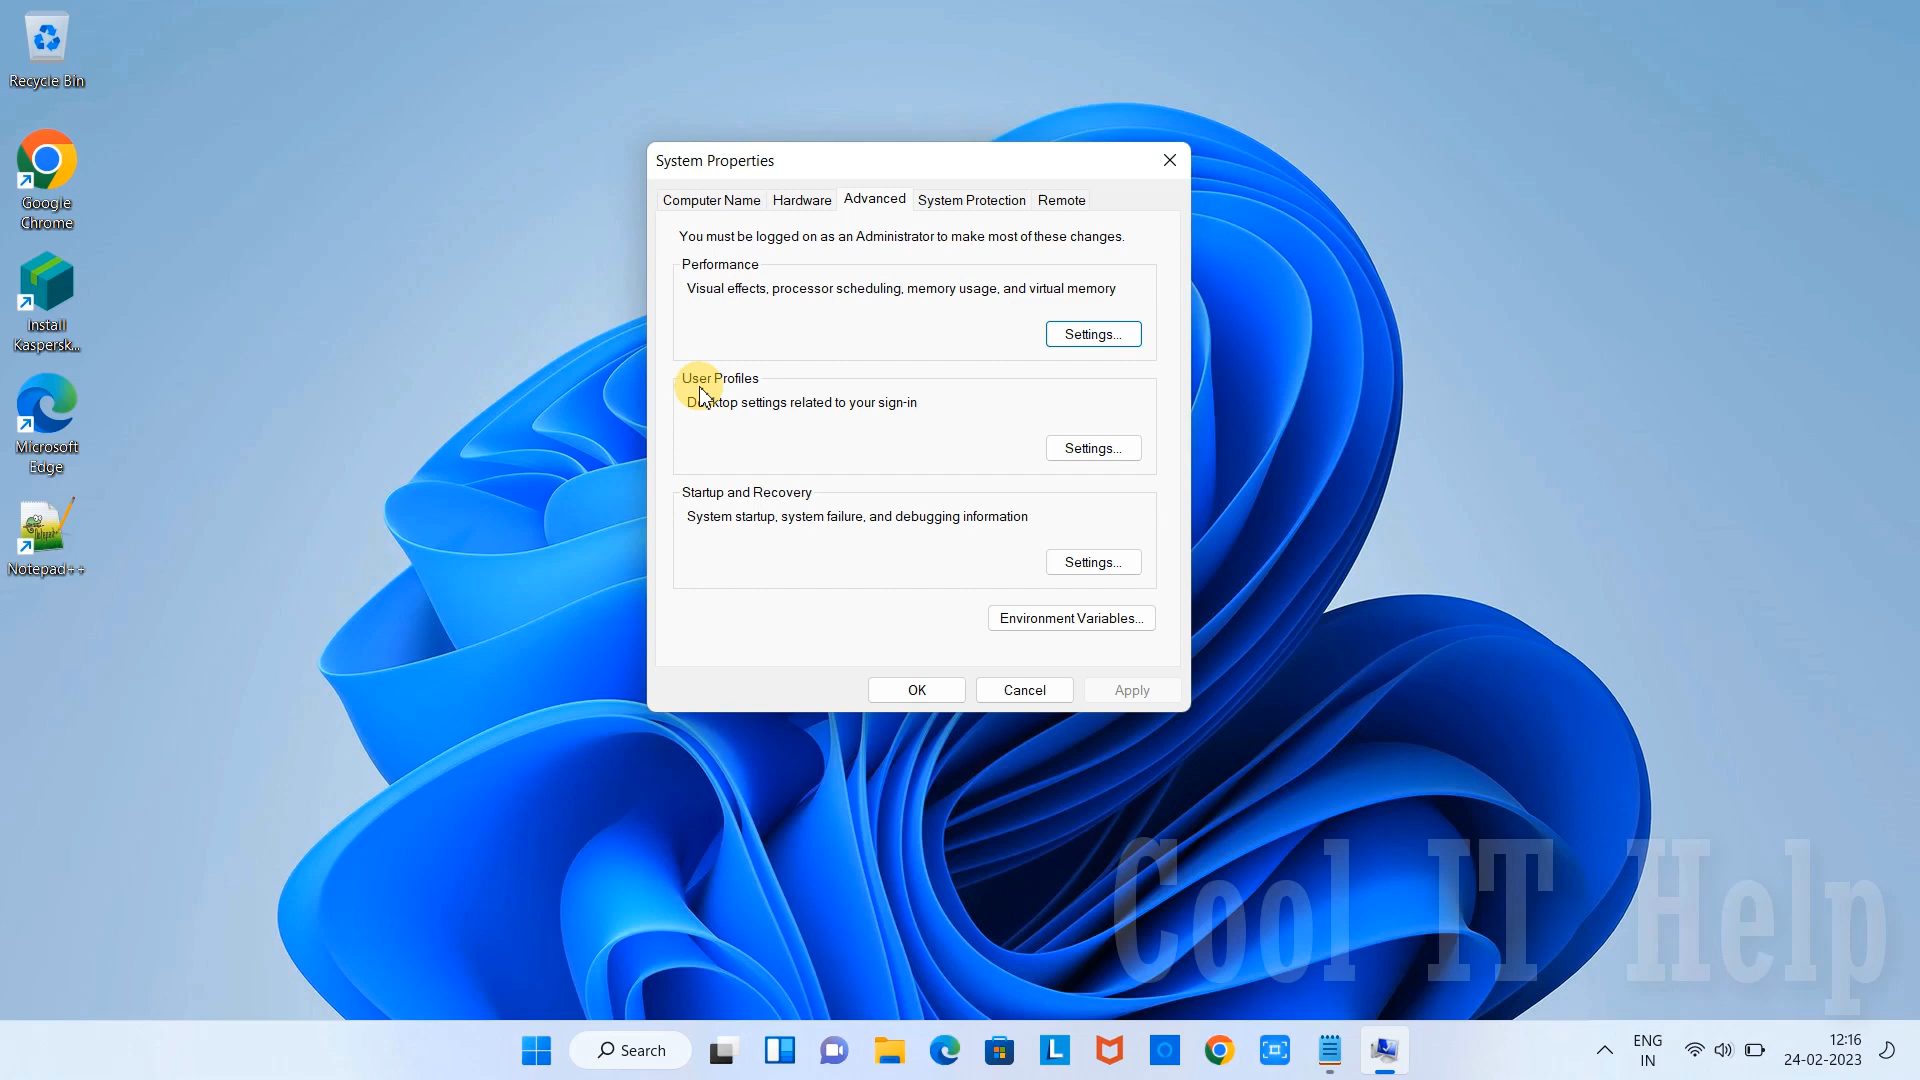 Recycle Bin
Google
Chrome
Install
Kaspersk...
Microsoft
Edge
Notepad++
System Properties
Computer Name
Hardware
Advanced
System Protection
Remote
You must be logged on as an Administrator to make most of these changes.
Performance
Visual effects, processor scheduling, memory usage, and virtual memory
Settings...
User Profiles
Desktop settings related to your sign-in
Settings...
Startup and Recovery
System startup, system failure, and debugging information
Settings...
Environment Variables...
OK
Cancel
Apply
Cool IT Help
Search
ENG
IN
12:16
24-02-2023